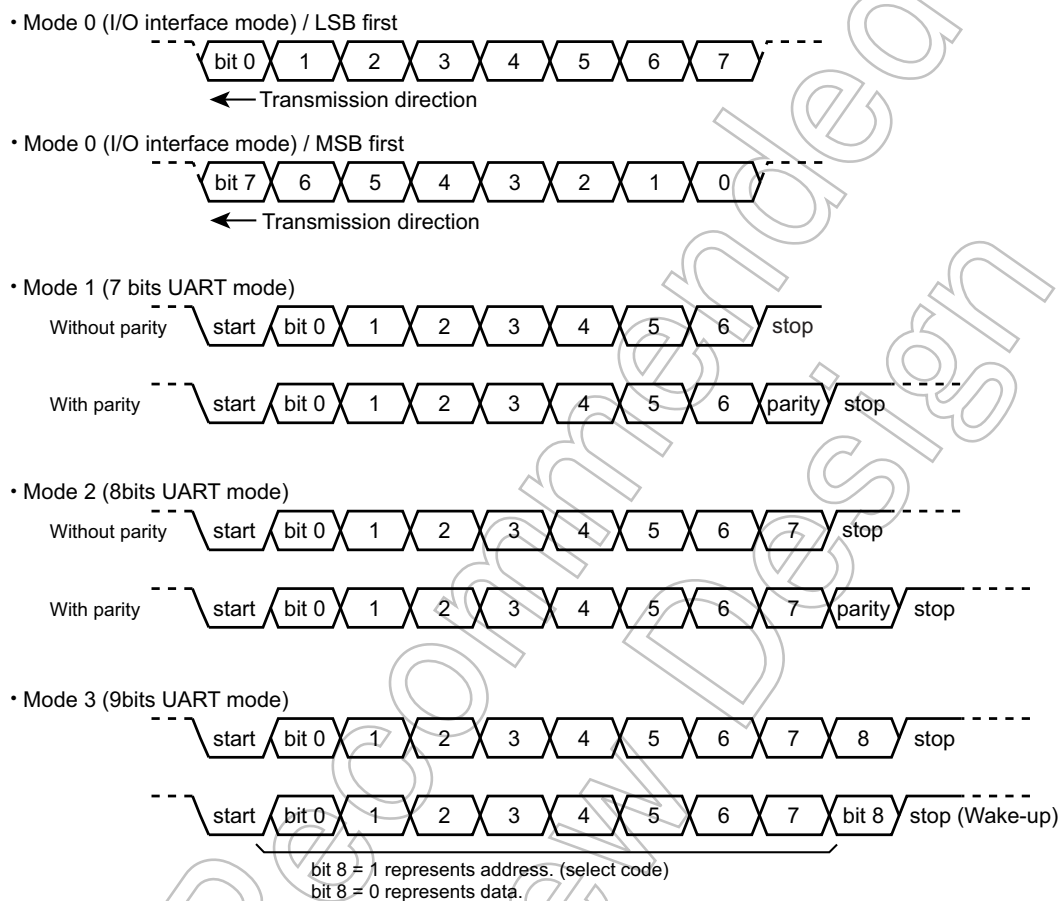 ・Mode 0 (I/O interface mode) / LSB first
bit 0 1 2 3 4 5 6 7
Transmission direction
・Mode 0 (I/O interface mode) / MSB first
bit 7 6 5 4 3 2 1 0
Transmission direction
・Mode 1 (7 bits UART mode)
Without parity start bit 0 1 2 3 4 5 6 stop
With parity start bit 0 1 2 3 4 5 6 parity stop
・Mode 2 (8bits UART mode)
Without parity start bit 0 1 2 3 4 5 6 7 stop
With parity start bit 0 1 2 3 4 5 6 7 parity stop
・Mode 3 (9bits UART mode)
start bit 0 1 2 3 4 5 6 7 8 stop
start bit 0 1 2 3 4 5 6 7 bit 8 stop (Wake-up)
bit 8 = 1 represents address. (select code)
bit 8 = 0 represents data.
Recommended
ew Design